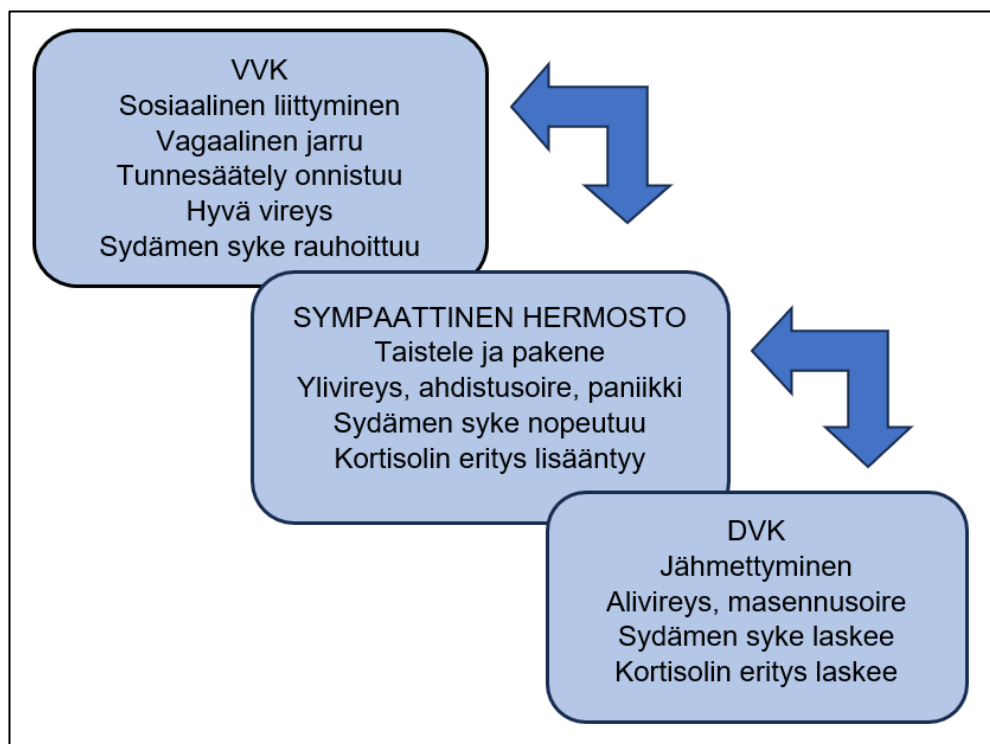 VVK
Sosiaalinen liittyminen
Vagaalinen jarru
Tunnesäätely onnistuu
Hyvä vireys
Sydämen syke rauhoittuu
SYMPAATTINEN HERMOSTO
Taistele ja pakene
Ylivireys, ahdistusoire, paniikki
Sydämen syke nopeutuu
Kortisolin eritys lisääntyy
DVK
Jähmettyminen
Alivireys, masennusoire
Sydämen syke laskee
Kortisolin eritys laskee